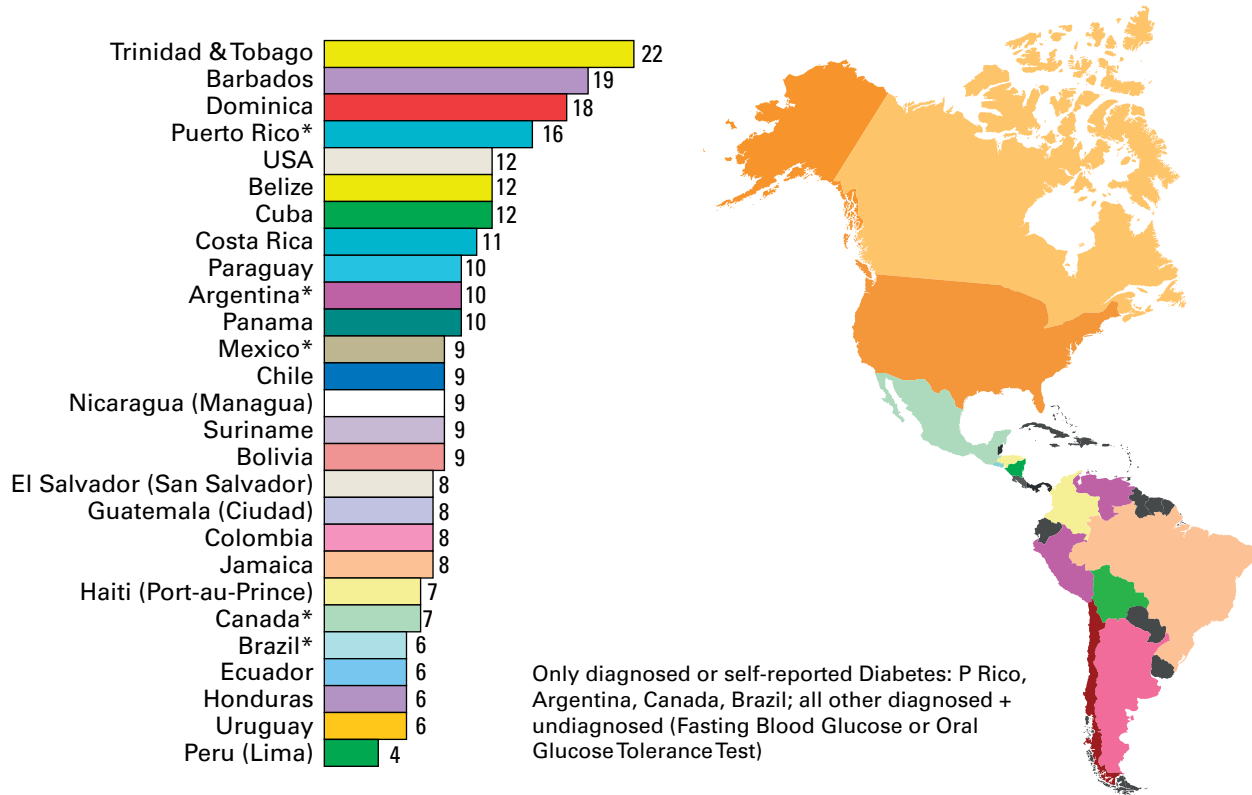 Trinidad & Tobago 22
Barbados 19
Dominica 18
Puerto Rico* 16
USA 12
Belize 12
Cuba 12
Costa Rica 11
Paraguay 10
Argentina* 10
Panama 10
Mexico* 9
Chile 9
Nicaragua (Managua) 9
Suriname 9
Bolivia 9
El Salvador (San Salvador) 8
Guatemala (Ciudad) 8
Colombia 8
Jamaica 8
Haiti (Port-au-Prince) 7
Canada* 7
Brazil* 6
Ecuador 6
Honduras 6
Uruguay 6
Peru (Lima) 4
Only diagnosed or self-reported Diabetes: P Rico,
Argentina, Canada, Brazil; all other diagnosed +
undiagnosed (Fasting Blood Glucose or Oral
Glucose Tolerance Test)